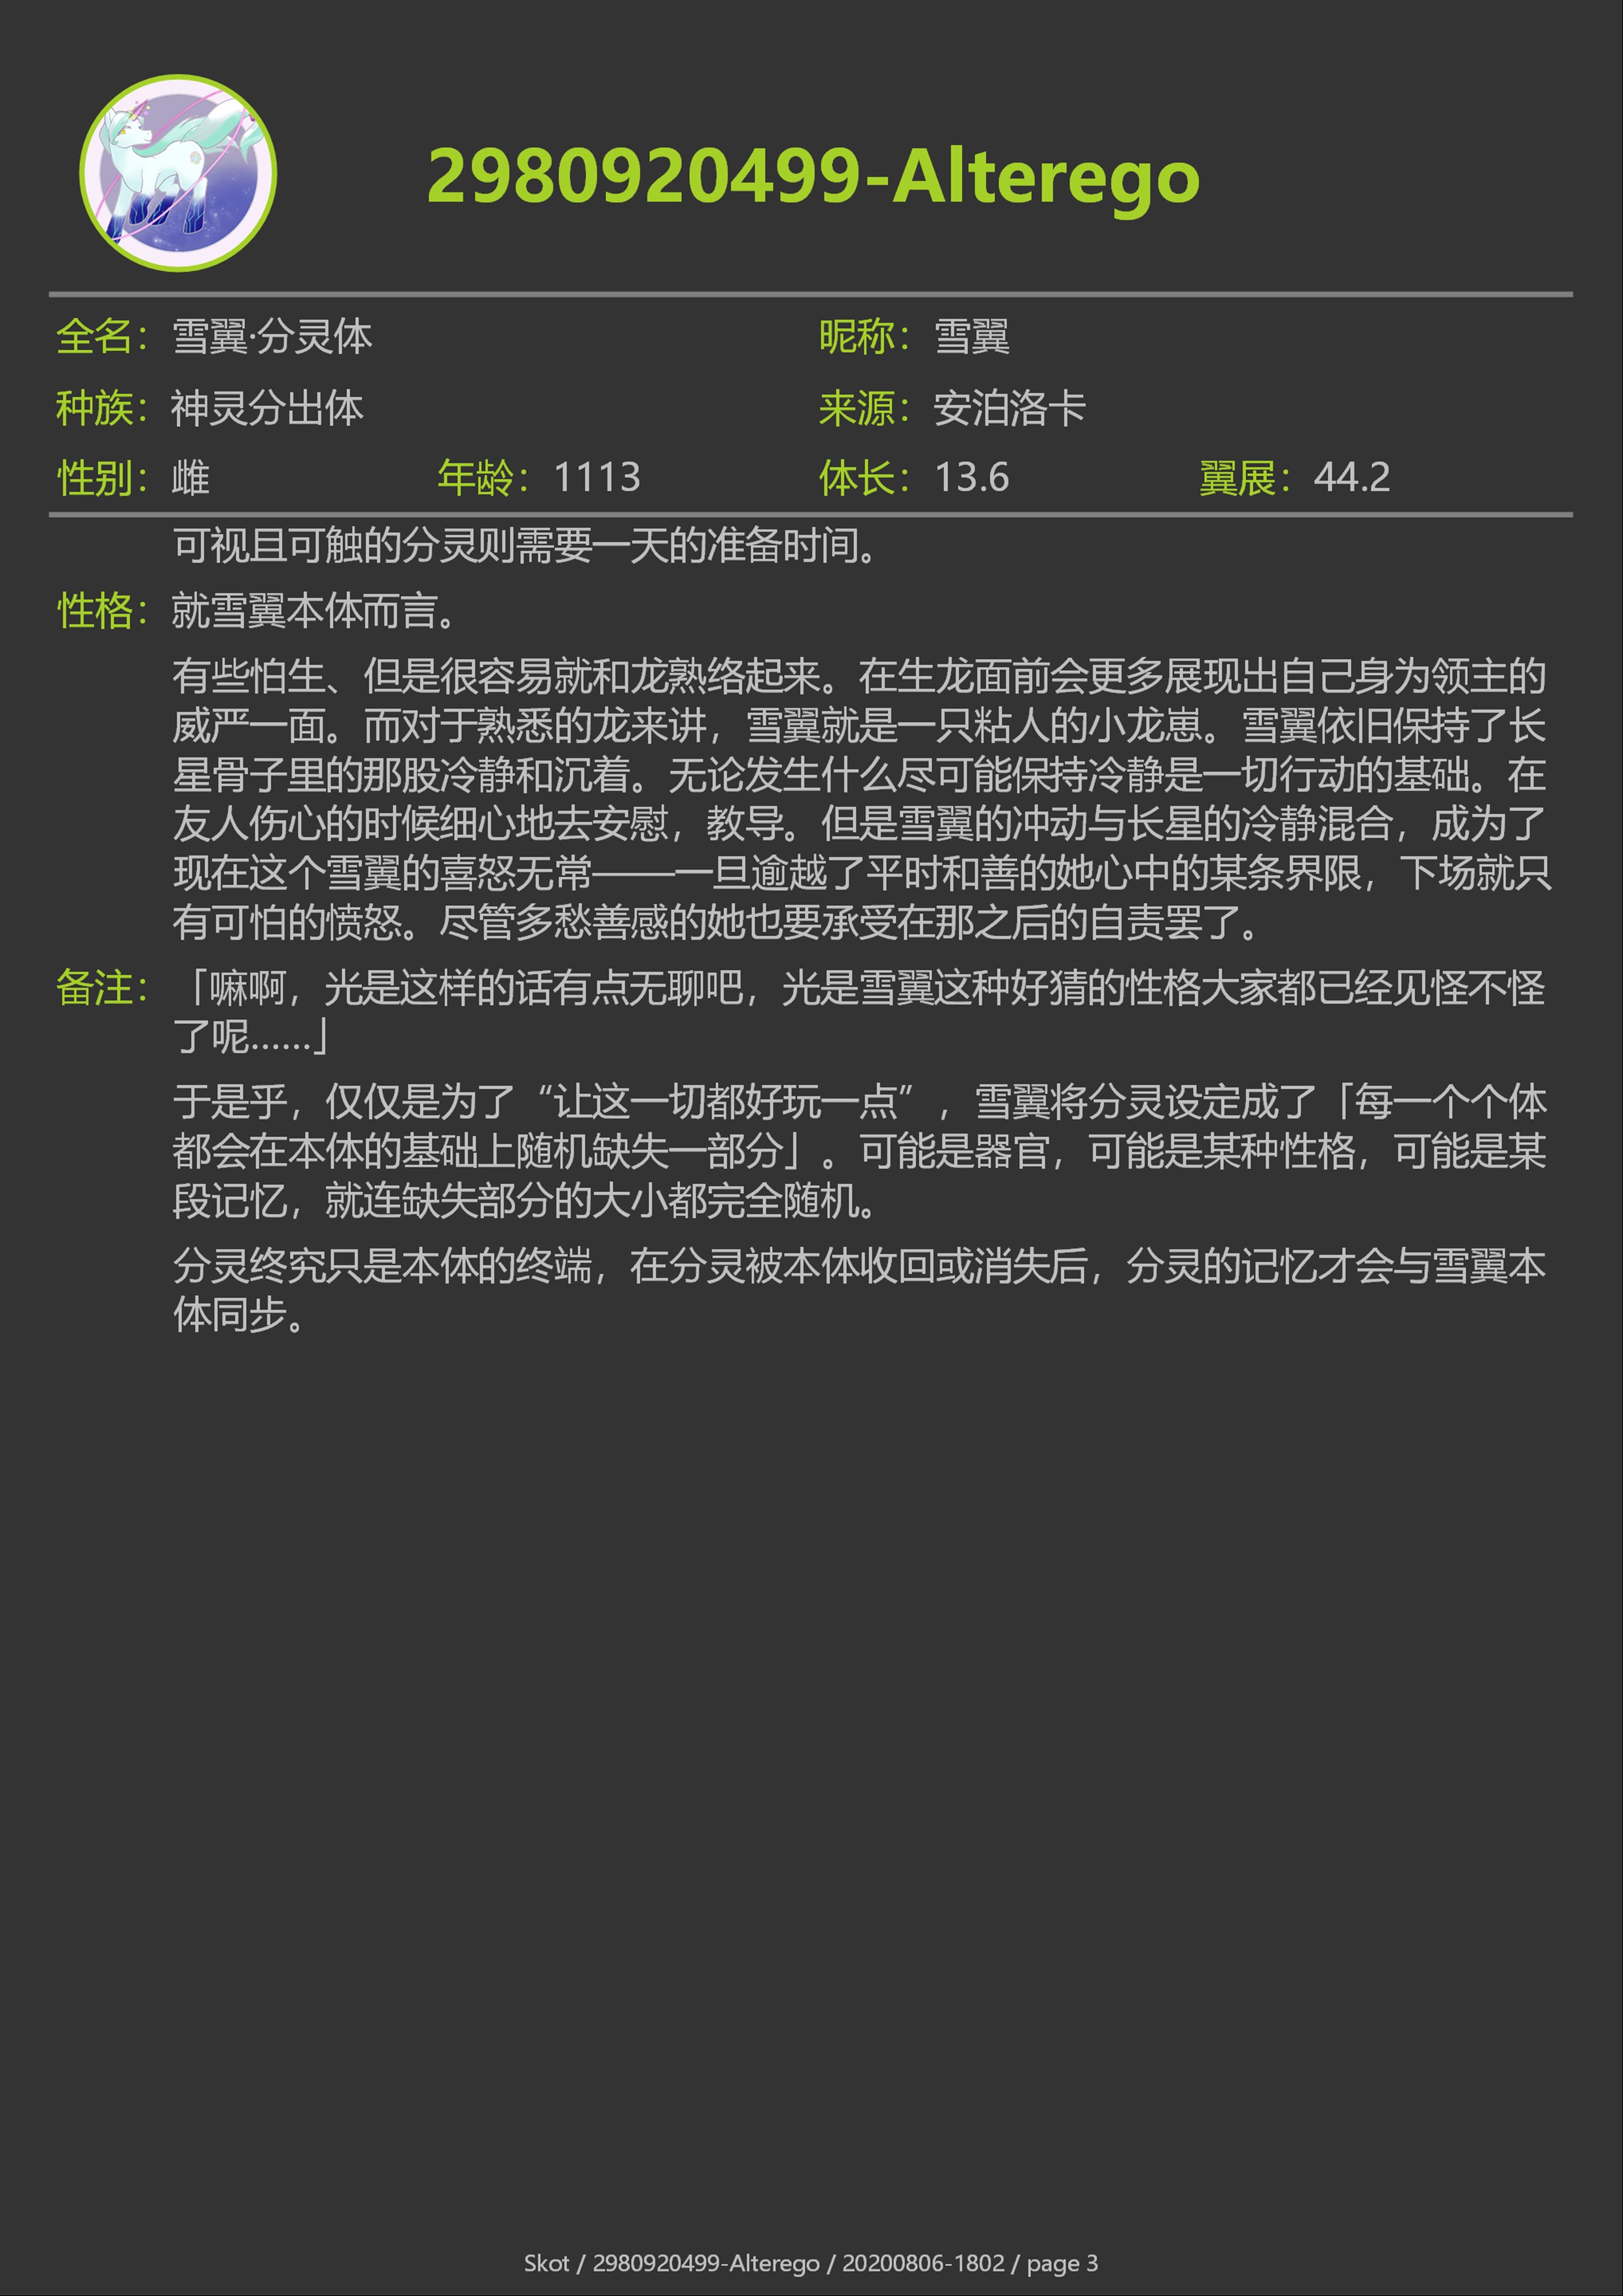 2980920499-Alterego
全名：雪翼·分灵体 昵称：雪翼
种族：神灵分出体 来源：安泊洛卡
性别：雌 年龄：1113 体长：13.6 翼展：44.2
可视且可触的分灵则需要一天的准备时间。
性格：就雪翼本体而言。
有些怕生、但是很容易就和龙熟络起来。在生龙面前会更多展现出自己身为领主的
威严一面。而对于熟悉的龙来讲，雪翼就是一只粘人的小龙崽。雪翼依旧保持了长
星骨子里的那股冷静和沉着。无论发生什么尽可能保持冷静是一切行动的基础。在
友人伤心的时候细心地去安慰，教导。但是雪翼的冲动与长星的冷静混合，成为了
现在这个雪翼的喜怒无常———一旦逾越了平时和善的她心中的某条界限，下场就只
有可怕的愤怒。尽管多愁善感的她也要承受在那之后的自责罢了。
备注：「嘛啊，光是这样的话有点无聊吧，光是雪翼这种好猜的性格大家都已经见怪不怪
了呢……」
于是乎，仅仅是为了“让这一切都好玩一点”，雪翼将分灵设定成了「每一个个体
都会在本体的基础上随机缺失一部分」。可能是器官，可能是某种性格，可能是某
段记忆，就连缺失部分的大小都完全随机。
分灵终究只是本体的终端，在分灵被本体收回或消失后，分灵的记忆才会与雪翼本
体同步。
Skot / 2980920499-Alterego / 20200806-1802 / page 3